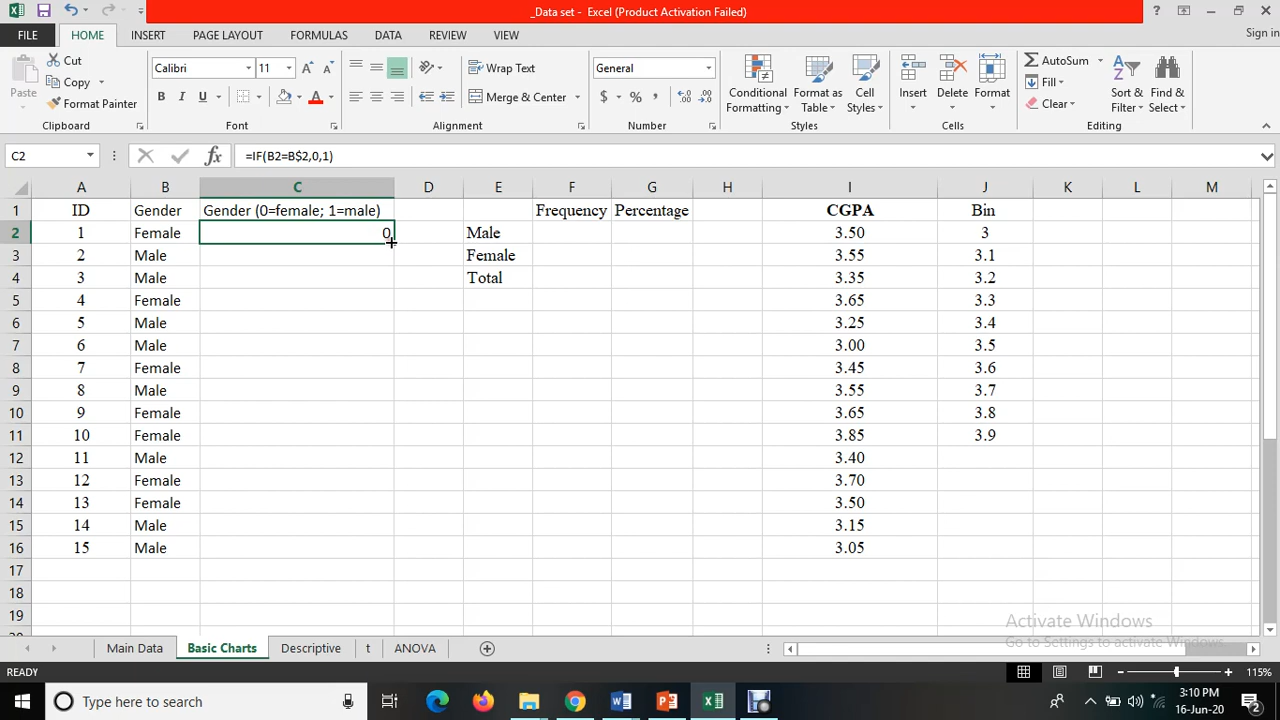 _Data set - Excel (Product Activation Failed)
Sign in
FILE HOME INSERT PAGE LAYOUT FORMULAS DATA REVIEW VIEW
Paste
Cut
Copy
Format Painter
Clipboard
Calibri 11
B I U
Font
Wrap Text
Merge & Center
Alignment
General
$ % ,
Number
Conditional Formatting
Format as Table
Cell Styles
Styles
Insert Delete Format
Cells
AutoSum
Fill
Clear
Sort & Filter
Find & Select
Editing
C2 fx =IF(B2=B$2,0,1)
A B C D E F G H I J K L M
1 ID Gender Gender (0=female; 1=male) Frequency Percentage CGPA Bin
2 1 Female 0 Male 3.50 3
3 2 Male Female 3.55 3.1
4 3 Male Total 3.35 3.2
5 4 Female 3.65 3.3
6 5 Male 3.25 3.4
7 6 Male 3.00 3.5
8 7 Female 3.45 3.6
9 8 Male 3.55 3.7
10 9 Female 3.65 3.8
11 10 Female 3.85 3.9
12 11 Male 3.40
13 12 Female 3.70
14 13 Female 3.50
15 14 Male 3.15
16 15 Male 3.05
17
18
19
Activate Windows
Go to Settings to activate Windows.
Main Data Basic Charts Descriptive t ANOVA
READY 115%
Type here to search
3:10 PM
16-Jun-20
2